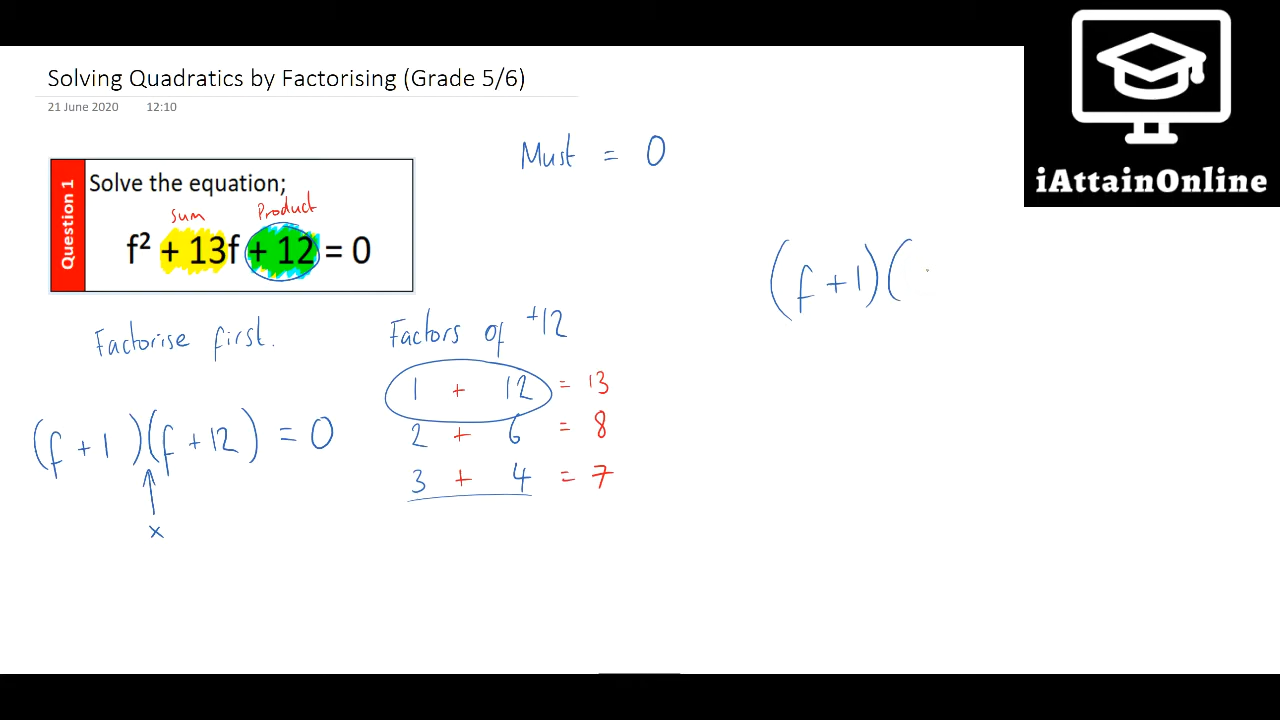 Solving Quadratics by Factorising (Grade 5/6)
21 June 2020 12:10
iAttainOnline
Must = 0
Question 1
Solve the equation;
Sum Product
f² + 13f + 12 = 0
(f + 1)(
Factorise first.
Factors of +12
1 + 12 = 13
2 + 6 = 8
3 + 4 = 7
(f + 1)(f + 12) = 0
x